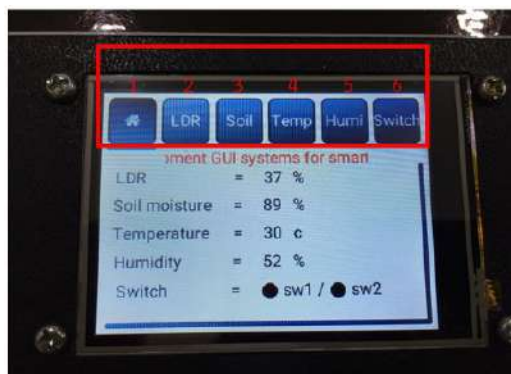 1 2 3 4 5 6
LDR Soil Temp Humi Switch
oment GUI systems for smart
LDR = 37 %
Soil moisture = 89 %
Temperature = 30 c
Humidity = 52 %
Switch = sw1 / sw2